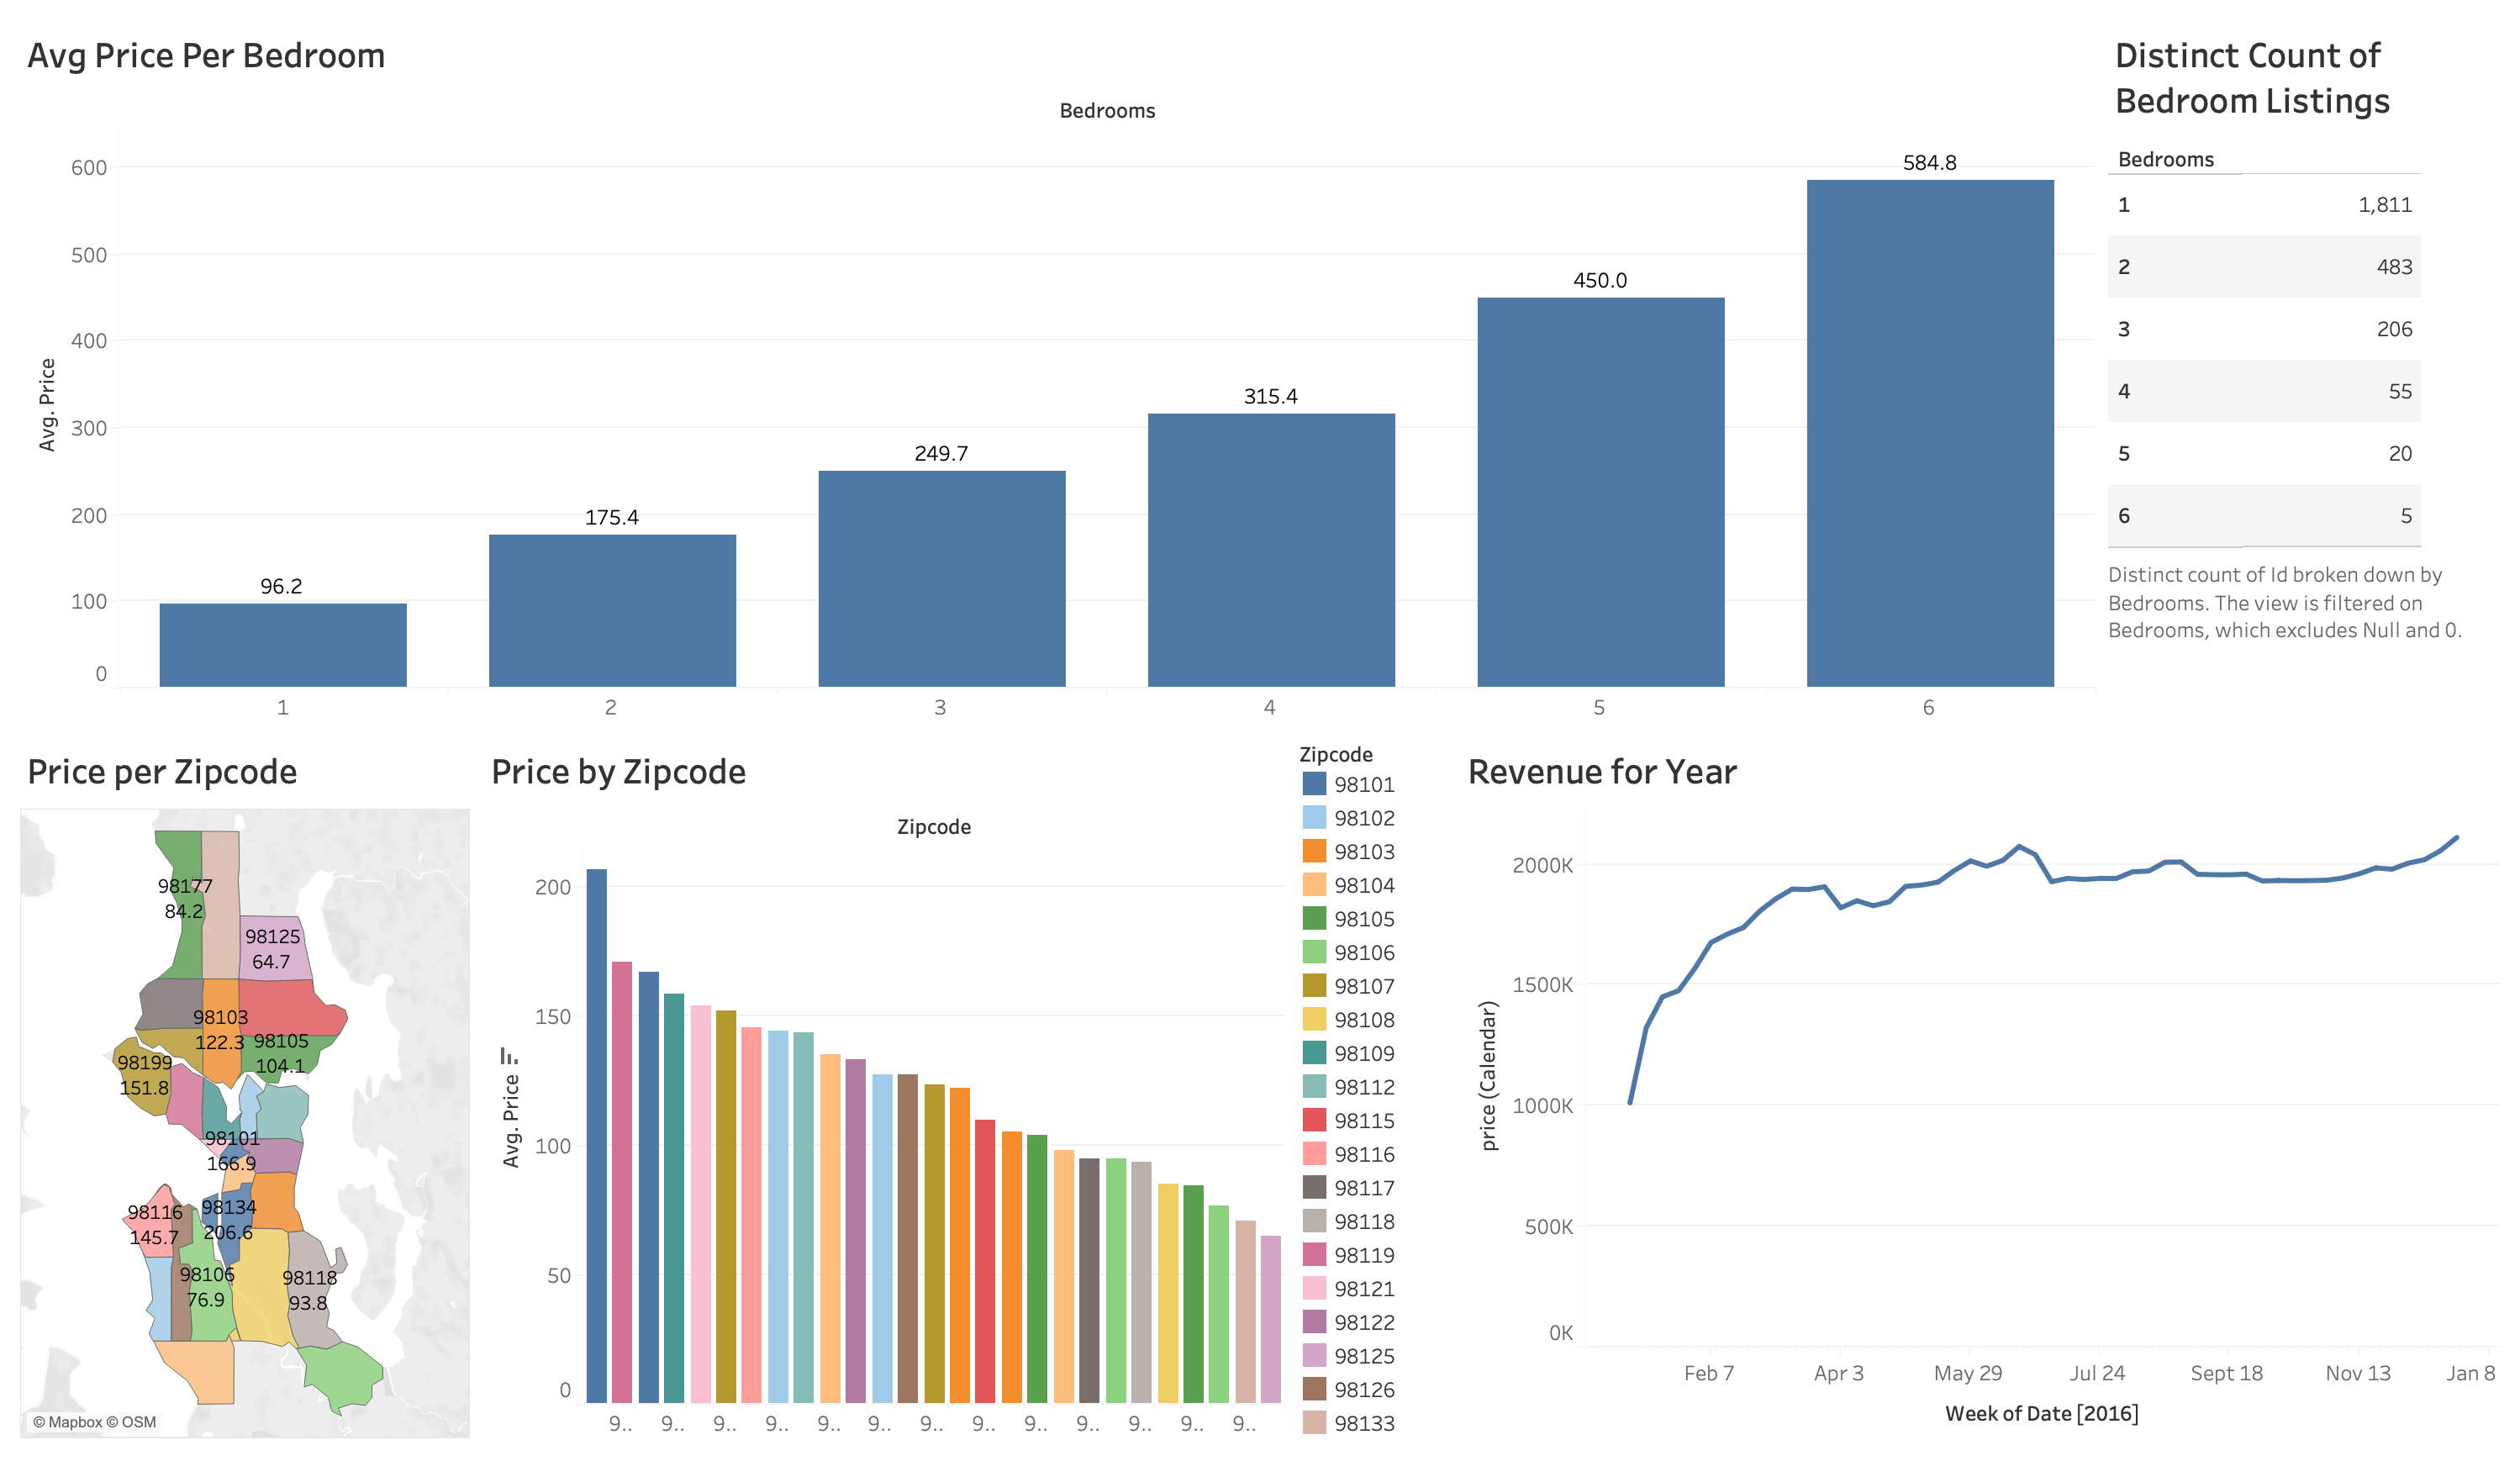 Avg Price Per Bedroom
Bedrooms
Avg. Price
600
500
400
300
200
100
0
96.2
175.4
249.7
315.4
450.0
584.8
1
2
3
4
5
6
Distinct Count of
Bedroom Listings
Bedrooms
1 1,811
2 483
3 206
4 55
5 20
6 5
Distinct count of Id broken down by
Bedrooms. The view is filtered on
Bedrooms, which excludes Null and 0.
Price per Zipcode
98177
84.2
98125
64.7
98103
122.3
98105
104.1
98199
151.8
98101
166.9
98116
145.7
98134
206.6
98106
76.9
98118
93.8
© Mapbox © OSM
Price by Zipcode
Zipcode
Avg. Price
200
150
100
50
0
9..
9..
9..
9..
9..
9..
9..
9..
9..
9..
9..
9..
9..
Zipcode
98101
98102
98103
98104
98105
98106
98107
98108
98109
98112
98115
98116
98117
98118
98119
98121
98122
98125
98126
98133
Revenue for Year
price (Calendar)
2000K
1500K
1000K
500K
0K
Feb 7
Apr 3
May 29
Jul 24
Sept 18
Nov 13
Jan 8
Week of Date [2016]